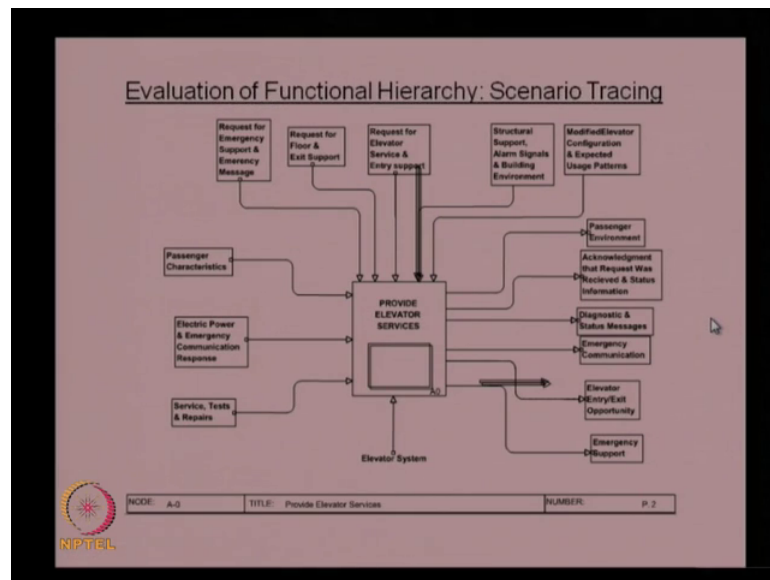 Evaluation of Functional Hierarchy: Scenario Tracing
Request for
Emergency
Support &
Emerency
Message
Request for
Floor &
Exit Support
Request for
Elevator
Service &
Entry support
Structural
Support,
Alarm Signals
& Building
Environment
ModifiedElevator
Configuration
& Expected
Usage Patterns
Passenger
Characteristics
Electric Power
& Emergency
Communication
Response
Service, Tests
& Repairs
PROVIDE
ELEVATOR
SERVICES
A0
Passenger
Environment
Acknowledgment
that Request Was
Recieved & Status
Information
Diagnostic &
Status Messages
Emergency
Communication
Elevator
Entry/Exit
Opportunity
Emergency
Support
Elevator System
NODE: A-0 TITLE: Provide Elevator Services NUMBER: P. 2
NPTEL